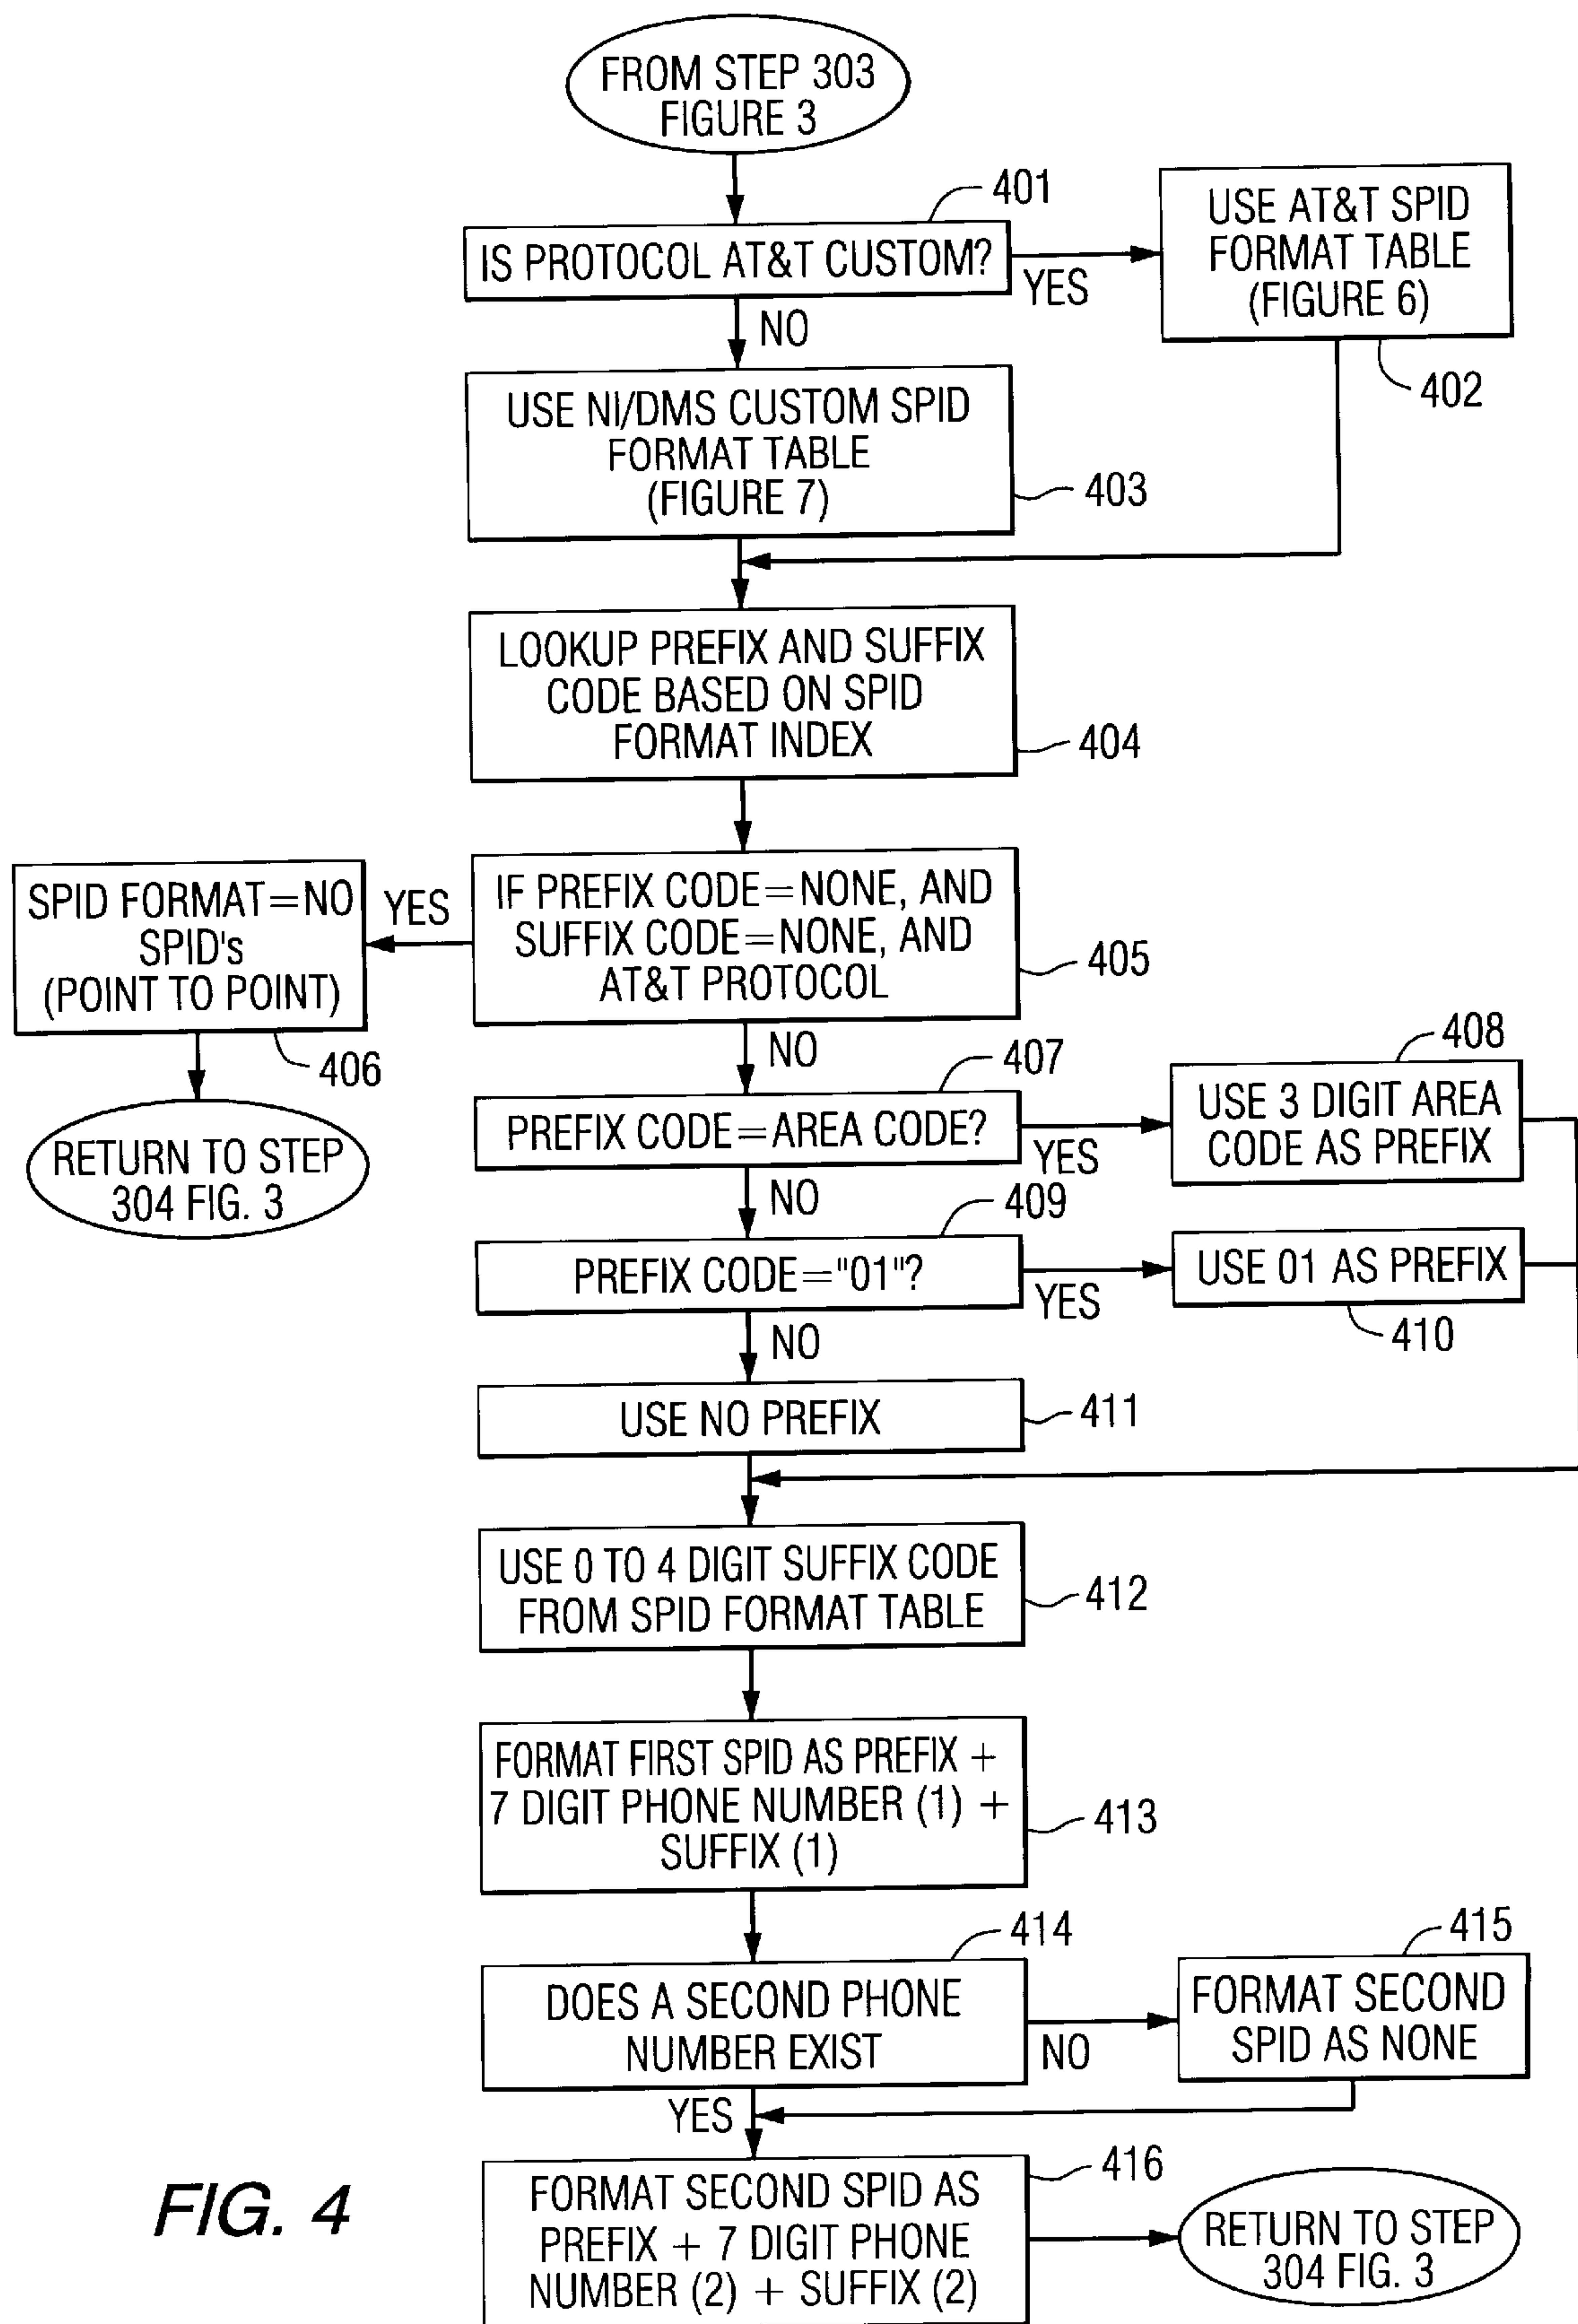 FROM STEP 303
FIGURE 3
401
IS PROTOCOL AT&T CUSTOM?
YES
USE AT&T SPID
FORMAT TABLE
(FIGURE 6)
402
NO
USE NI/DMS CUSTOM SPID
FORMAT TABLE
(FIGURE 7)
403
LOOKUP PREFIX AND SUFFIX
CODE BASED ON SPID
FORMAT INDEX
404
IF PREFIX CODE=NONE, AND
SUFFIX CODE=NONE, AND
AT&T PROTOCOL
405
YES
SPID FORMAT=NO
SPID's
(POINT TO POINT)
406
RETURN TO STEP
304 FIG. 3
NO
407
PREFIX CODE=AREA CODE?
YES
408
USE 3 DIGIT AREA
CODE AS PREFIX
NO
409
PREFIX CODE="01"?
YES
USE 01 AS PREFIX
410
NO
USE NO PREFIX
411
USE 0 TO 4 DIGIT SUFFIX CODE
FROM SPID FORMAT TABLE
412
FORMAT FIRST SPID AS PREFIX +
7 DIGIT PHONE NUMBER (1) +
SUFFIX (1)
413
414
DOES A SECOND PHONE
NUMBER EXIST
NO
415
FORMAT SECOND
SPID AS NONE
YES
416
FORMAT SECOND SPID AS
PREFIX + 7 DIGIT PHONE
NUMBER (2) + SUFFIX (2)
RETURN TO STEP
304 FIG. 3
FIG. 4